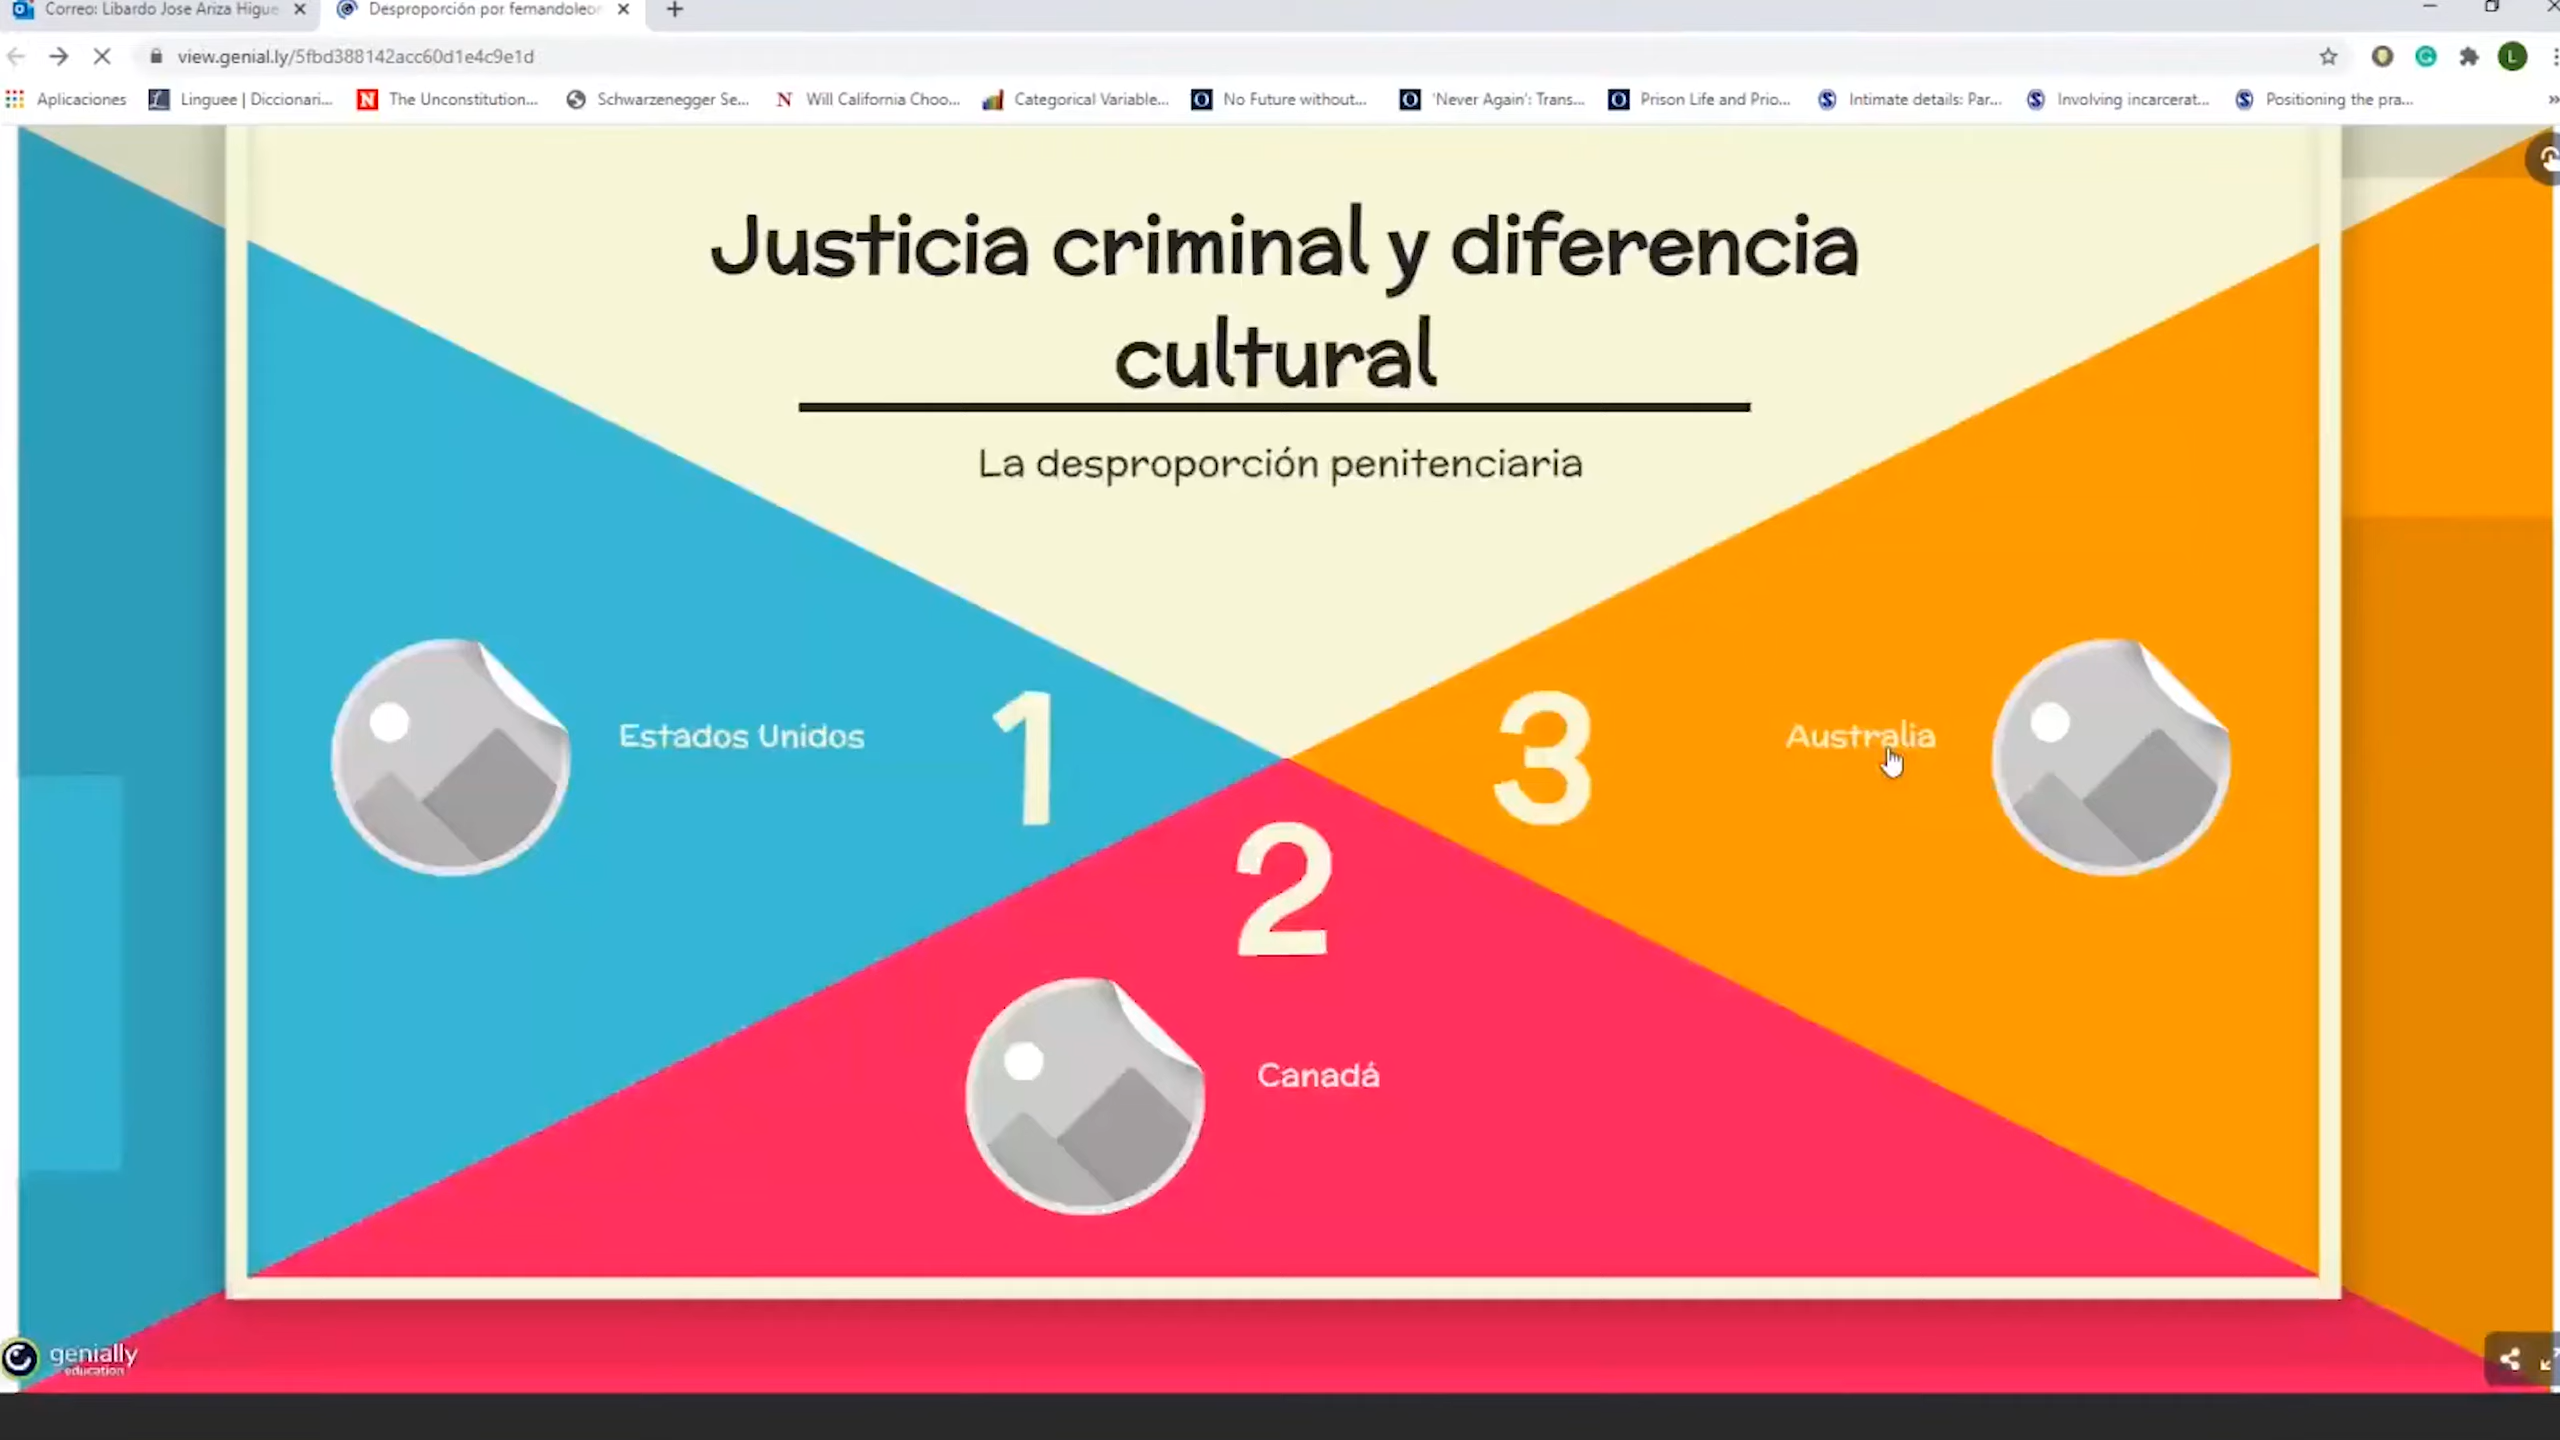 Correo: Libardo Jose Ariza Higue
Desproporción por fernandoleon
view.genial.ly/5fbd388142acc60d1e4c9e1d
L
Aplicaciones
Linguee | Diccionari...
The Unconstitution...
Schwarzenegger Se...
Will California Choo...
Categorical Variable...
No Future without...
'Never Again': Trans...
Prison Life and Prio...
Intimate details: Par...
Involving incarcerat...
Positioning the pra...
Justicia criminal y diferencia
cultural
La desproporción penitenciaria
Estados Unidos
1
3
Australia
2
Canadá
genially
education